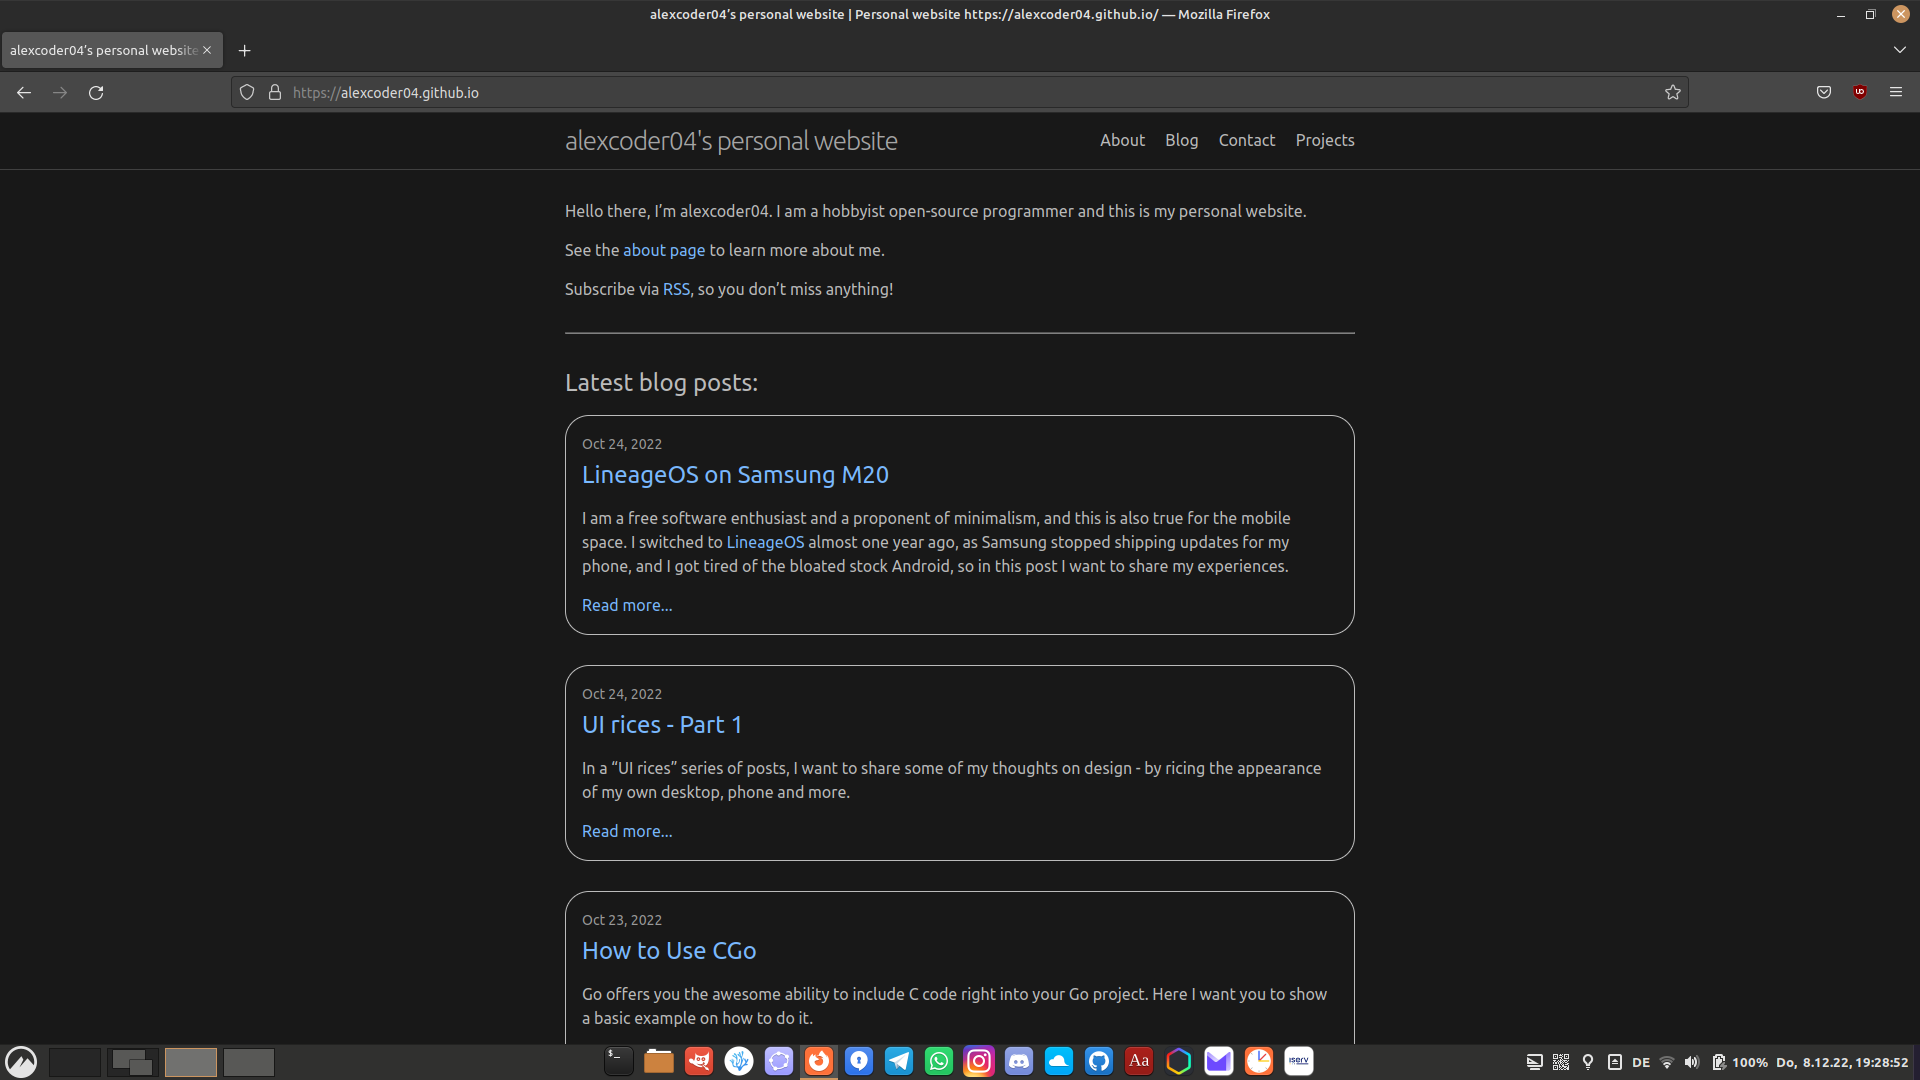 alexcoder04’s personal website | Personal website https://alexcoder04.github.io/ — Mozilla Firefox
alexcoder04’s personal website
https://alexcoder04.github.io
alexcoder04's personal website
About Blog Contact Projects
Hello there, I’m alexcoder04. I am a hobbyist open-source programmer and this is my personal website.
See the about page to learn more about me.
Subscribe via RSS, so you don’t miss anything!
Latest blog posts:
Oct 24, 2022
LineageOS on Samsung M20
I am a free software enthusiast and a proponent of minimalism, and this is also true for the mobile
space. I switched to LineageOS almost one year ago, as Samsung stopped shipping updates for my
phone, and I got tired of the bloated stock Android, so in this post I want to share my experiences.
Read more...
Oct 24, 2022
UI rices - Part 1
In a “UI rices” series of posts, I want to share some of my thoughts on design - by ricing the appearance
of my own desktop, phone and more.
Read more...
Oct 23, 2022
How to Use CGo
Go offers you the awesome ability to include C code right into your Go project. Here I want you to show
a basic example on how to do it.
$_
Aa
iserv
DE
100%
Do, 8.12.22, 19:28:52